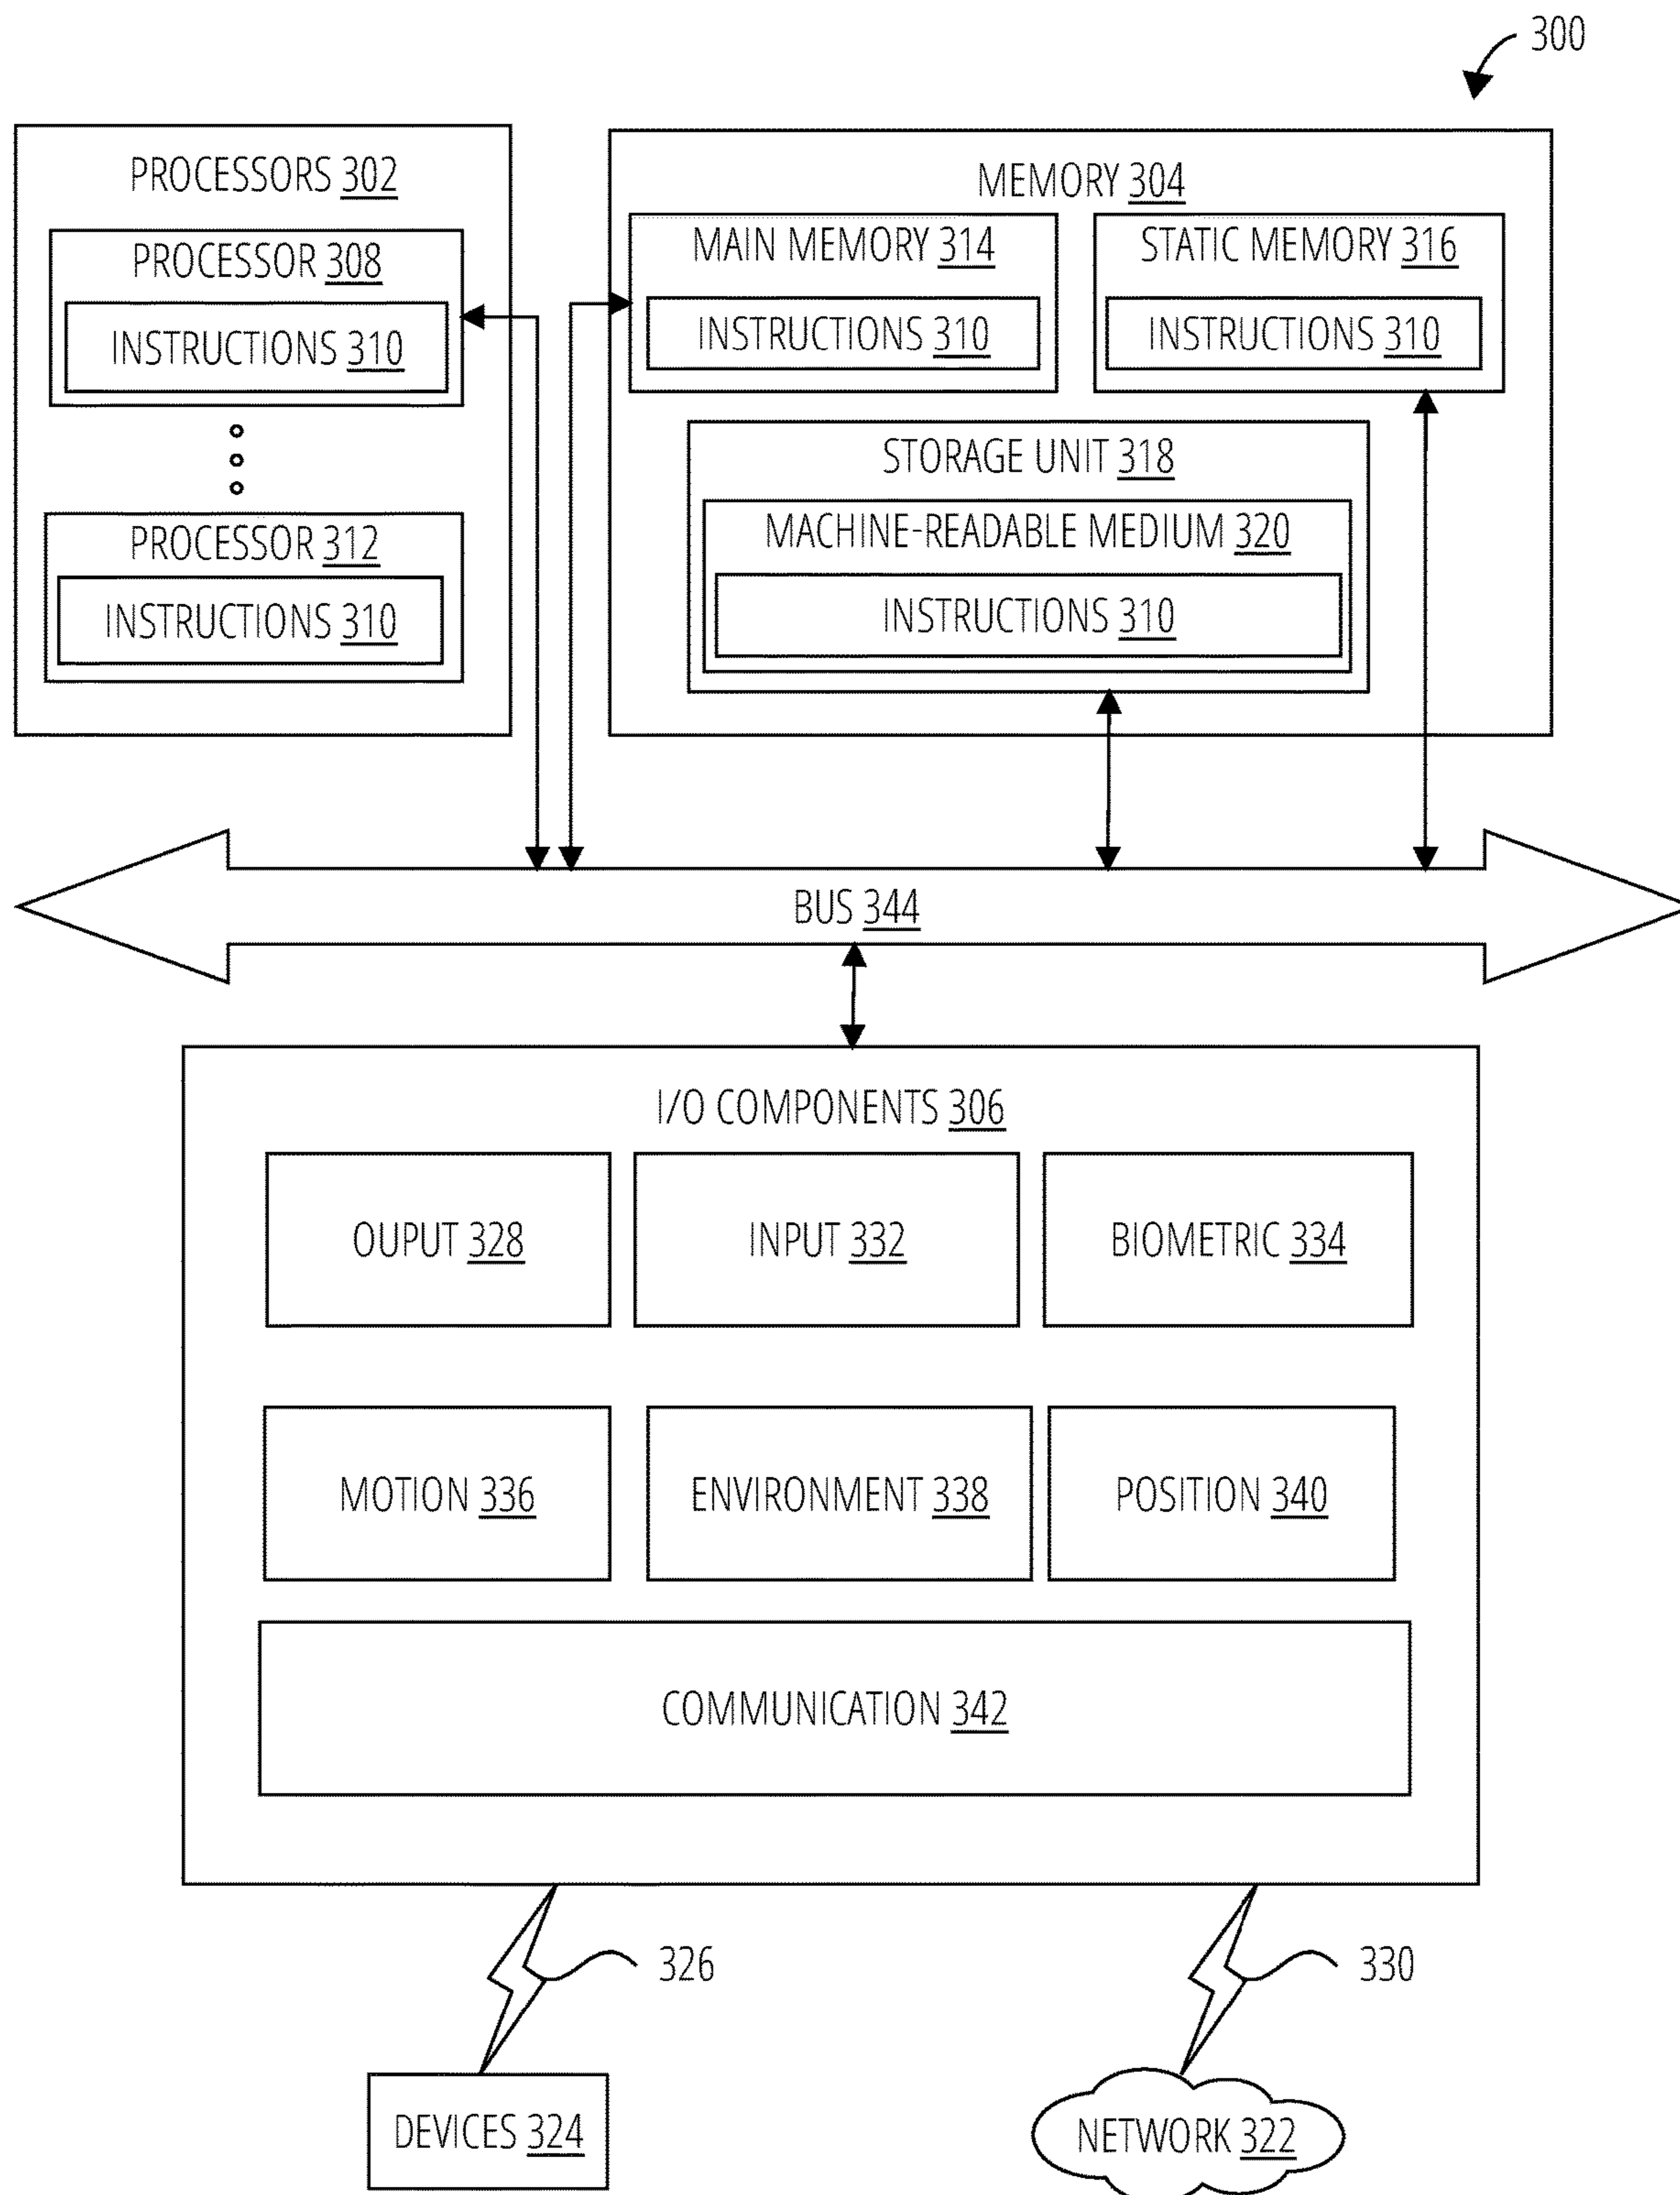 300
PROCESSORS 302
PROCESSOR 308
INSTRUCTIONS 310
PROCESSOR 312
INSTRUCTIONS 310
MEMORY 304
MAIN MEMORY 314
INSTRUCTIONS 310
STATIC MEMORY 316
INSTRUCTIONS 310
STORAGE UNIT 318
MACHINE-READABLE MEDIUM 320
INSTRUCTIONS 310
BUS 344
I/O COMPONENTS 306
OUPUT 328
INPUT 332
BIOMETRIC 334
MOTION 336
ENVIRONMENT 338
POSITION 340
COMMUNICATION 342
326
330
DEVICES 324
NETWORK 322